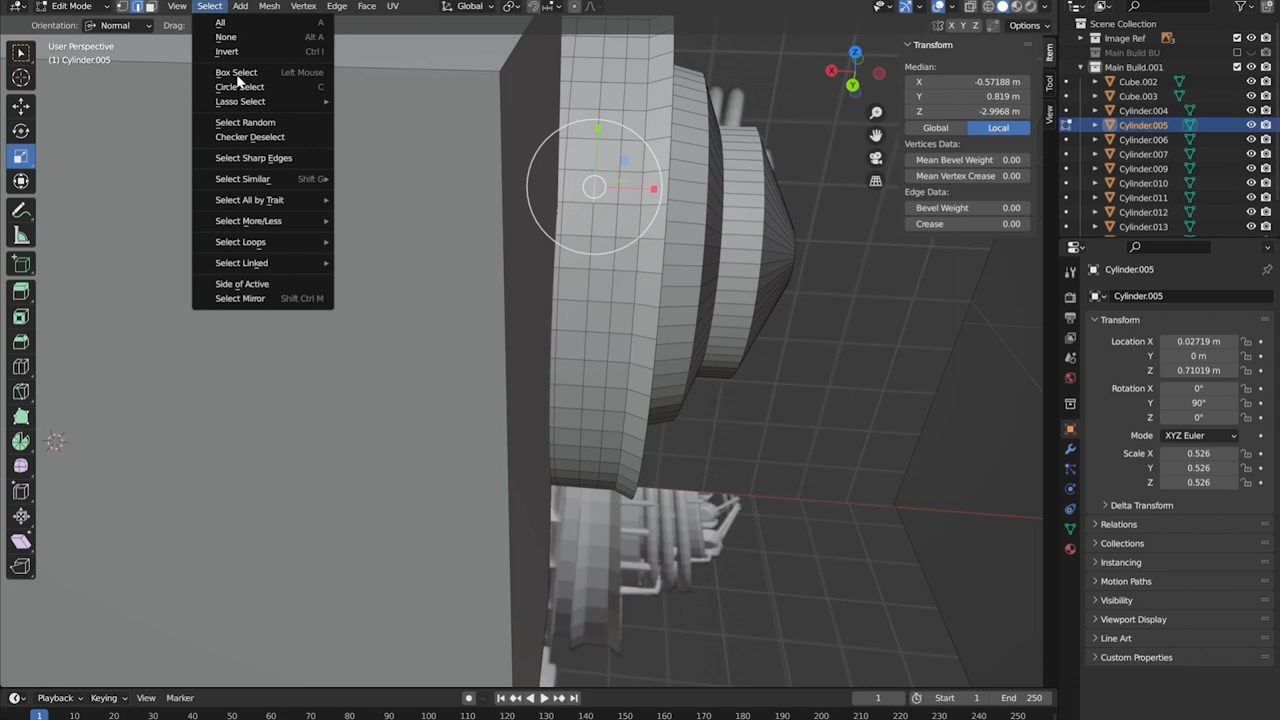 Edit Mode View Select Add Mesh Vertex Edge Face UV Global
Orientation: Normal Drag: X Y Z Options
User Perspective
(1) Cylinder.005
All A
None Alt A
Invert Ctrl I
Box Select Left Mouse
Circle Select C
Lasso Select
Select Random
Checker Deselect
Select Sharp Edges
Select Similar Shift G
Select All by Trait
Select More/Less
Select Loops
Select Linked
Side of Active
Select Mirror Shift Ctrl M
Z
X
Y
Transform
Median:
X -0.57188 m
Y 0.819 m
Z -2.9968 m
Global Local
Vertices Data:
Mean Bevel Weight 0.00
Mean Vertex Crease 0.00
Edge Data:
Bevel Weight 0.00
Crease 0.00
Item
Tool
View
Scene Collection
Image Ref
Main Build BU
Main Build.001
Cube.002
Cube.003
Cylinder.004
Cylinder.005
Cylinder.006
Cylinder.007
Cylinder.009
Cylinder.010
Cylinder.011
Cylinder.012
Cylinder.013
Cylinder.005
Cylinder.005
Transform
Location X 0.02719 m
Y 0 m
Z 0.71019 m
Rotation X 0°
Y 90°
Z 0°
Mode XYZ Euler
Scale X 0.526
Y 0.526
Z 0.526
Delta Transform
Relations
Collections
Instancing
Motion Paths
Visibility
Viewport Display
Line Art
Custom Properties
Playback Keying View Marker 1 Start 1 End 250
1 10 20 30 40 50 60 70 80 90 100 110 120 130 140 150 160 170 180 190 200 210 220 230 240 250